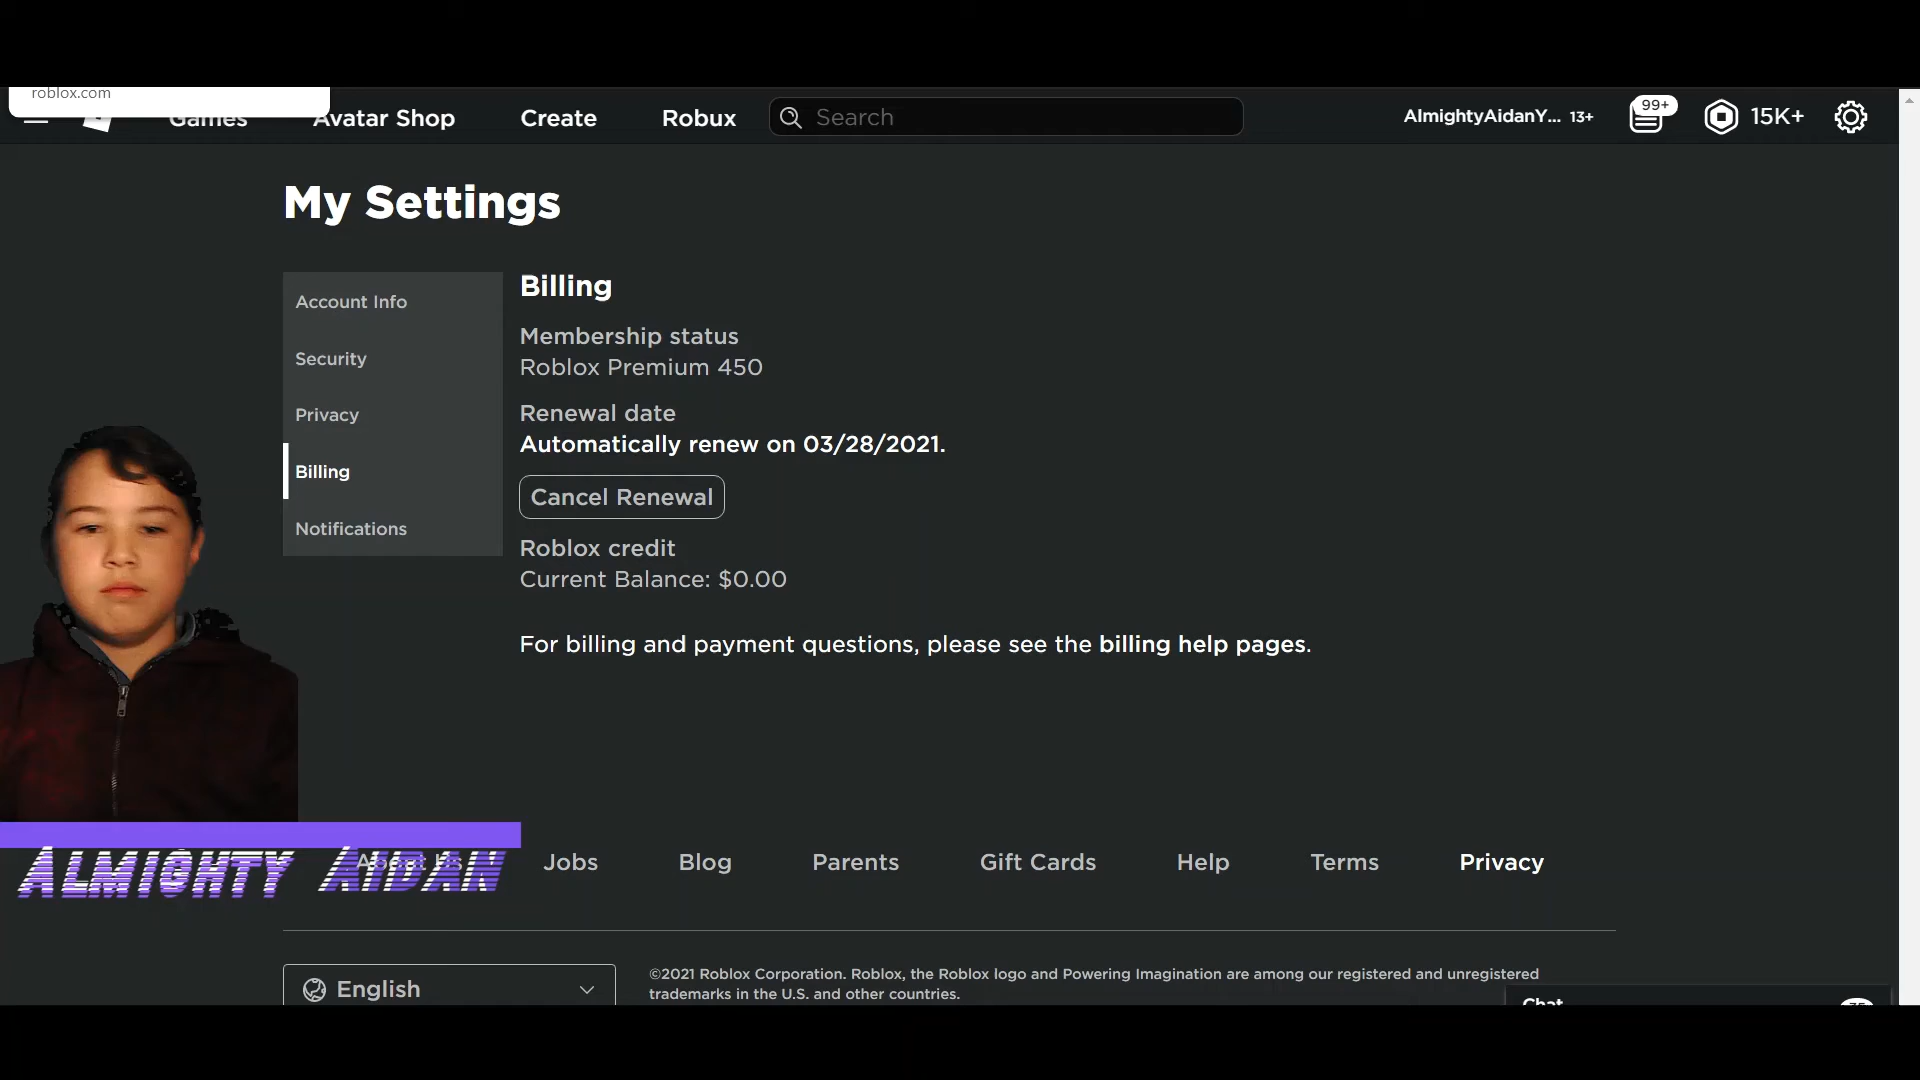 roblox.com
Games
Avatar Shop
Create
Robux
Search
AlmightyAidanY... 13+
99+
15K+
My Settings
Account Info
Security
Privacy
Billing
Notifications
Billing
Membership status
Roblox Premium 450
Renewal date
Automatically renew on 03/28/2021.
Cancel Renewal
Roblox credit
Current Balance: $0.00
For billing and payment questions, please see the billing help pages.
ALMIGHTY AIDAN
About Us
Jobs
Blog
Parents
Gift Cards
Help
Terms
Privacy
English
©2021 Roblox Corporation. Roblox, the Roblox logo and Powering Imagination are among our registered and unregistered
trademarks in the U.S. and other countries.
Chat